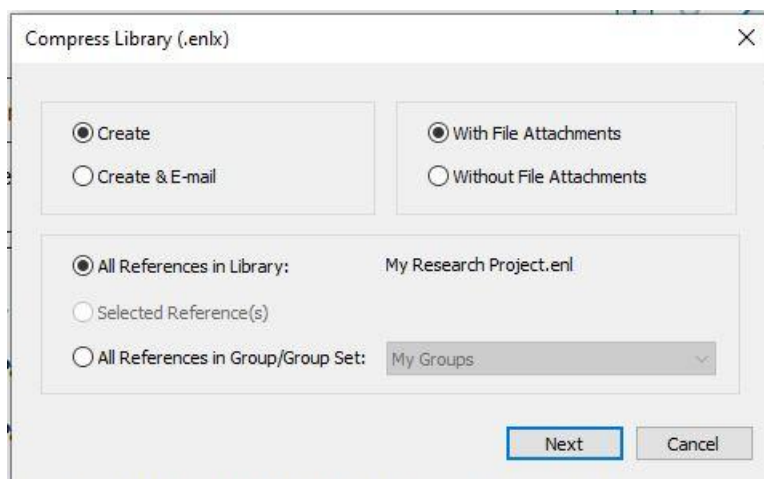 Compress Library (.enlx)
Create
Create & E-mail
With File Attachments
Without File Attachments
All References in Library:
My Research Project.enl
Selected Reference(s)
All References in Group/Group Set:
My Groups
Next
Cancel